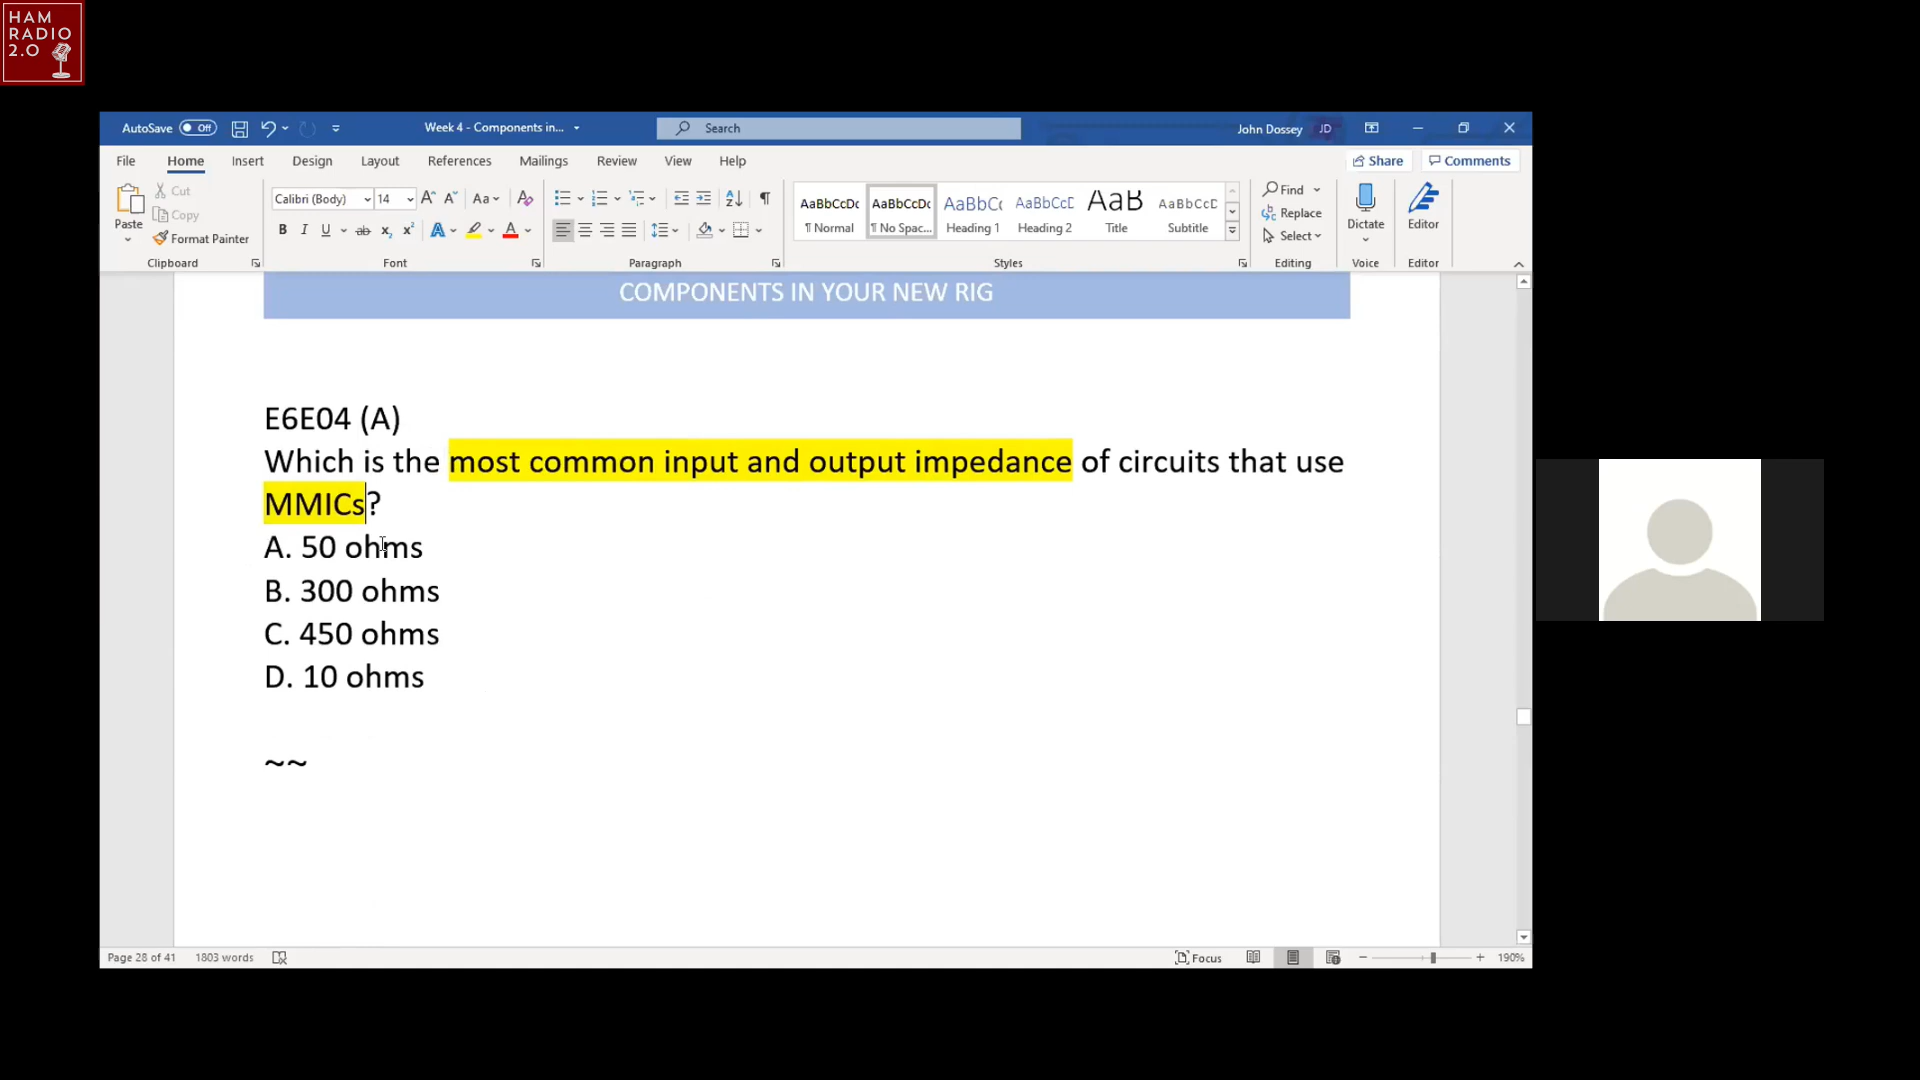 HAM
RADIO
2.0
AutoSave Off
Week 4 - Components in...
Search
John Dossey JD
File Home Insert Design Layout References Mailings Review View Help
Share Comments
Paste
Cut
Copy
Format Painter
Clipboard
Calibri (Body) 14
Font
Paragraph
AaBbCcDc AaBbCcDc AaBbCc AaBbCcD AaB AaBbCcD
¶ Normal ¶ No Spac... Heading 1 Heading 2 Title Subtitle
Styles
Find
Replace
Select
Editing
Dictate
Voice
Editor
Editor
COMPONENTS IN YOUR NEW RIG
E6E04 (A)
Which is the most common input and output impedance of circuits that use
MMICs?
A. 50 ohms
B. 300 ohms
C. 450 ohms
D. 10 ohms
~~
Page 28 of 41 1803 words
Focus
190%